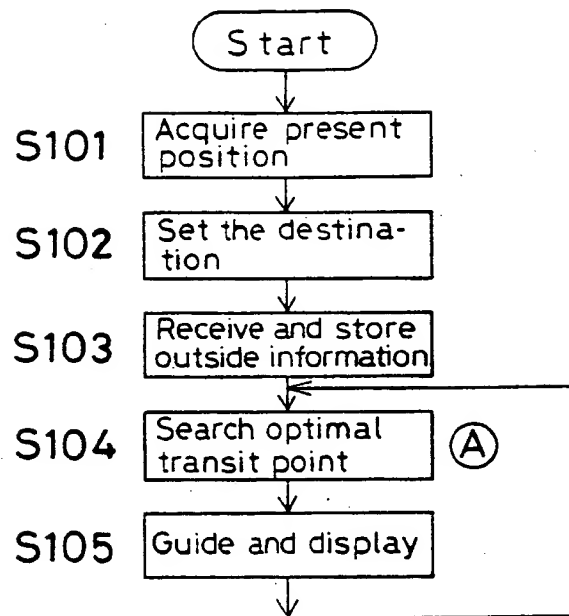 Start
S101
Acquire present
position
S102
Set the destina-
tion
S103
Receive and store
outside information
S104
Search optimal
transit point
A
S105
Guide and display